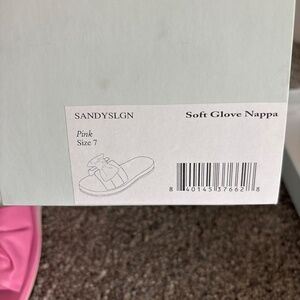 SANDYSLGN
Soft Glove Nappa
Pink
Size 7
8 40145 37662 8